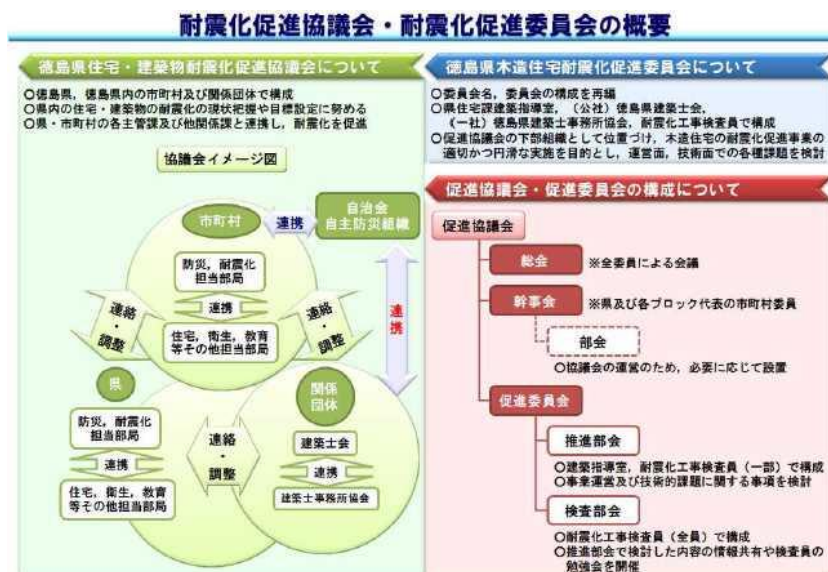 耐震化促進協議会・耐震化促進委員会の概要
徳島県住宅・建築物耐震化促進協議会について
○徳島県，徳島県内の市町村及び関係団体で構成
○県内の住宅・建築物の耐震化の現状把握や目標設定に努める
○県・市町村の各主管課及び他関係課と連携し，耐震化を促進
協議会イメージ図
市町村
連携
自治会
自主防災組織
防災，耐震化
担当部局
連携
住宅，衛生，教育
等その他担当部局
連絡
・
調整
連絡
・
調整
連携
県
防災，耐震化
担当部局
連携
住宅，衛生，教育
等その他担当部局
連絡
・
調整
関係
団体
建築士会
連携
建築士事務所協会
徳島県木造住宅耐震化促進委員会について
○委員会名，委員会の構成を再編
○県住宅課建築指導室，（公社）徳島県建築士会，
（一社）徳島県建築士事務所協会，耐震化工事検査員で構成
○促進協議会の下部組織として位置づけ，木造住宅の耐震化促進事業の
適切かつ円滑な実施を目的とし，運営面，技術面での各種課題を検討
促進協議会・促進委員会の構成について
促進協議会
総会
※全委員による会議
幹事会
※県及び各ブロック代表の市町村委員
部会
○協議会の運営のため，必要に応じて設置
促進委員会
推進部会
○建築指導室，耐震化工事検査員（一部）で構成
○事業運営及び技術的課題に関する事項を検討
検査部会
○耐震化工事検査員（全員）で構成
○推進部会で検討した内容の情報共有や検査員の
勉強会を開催